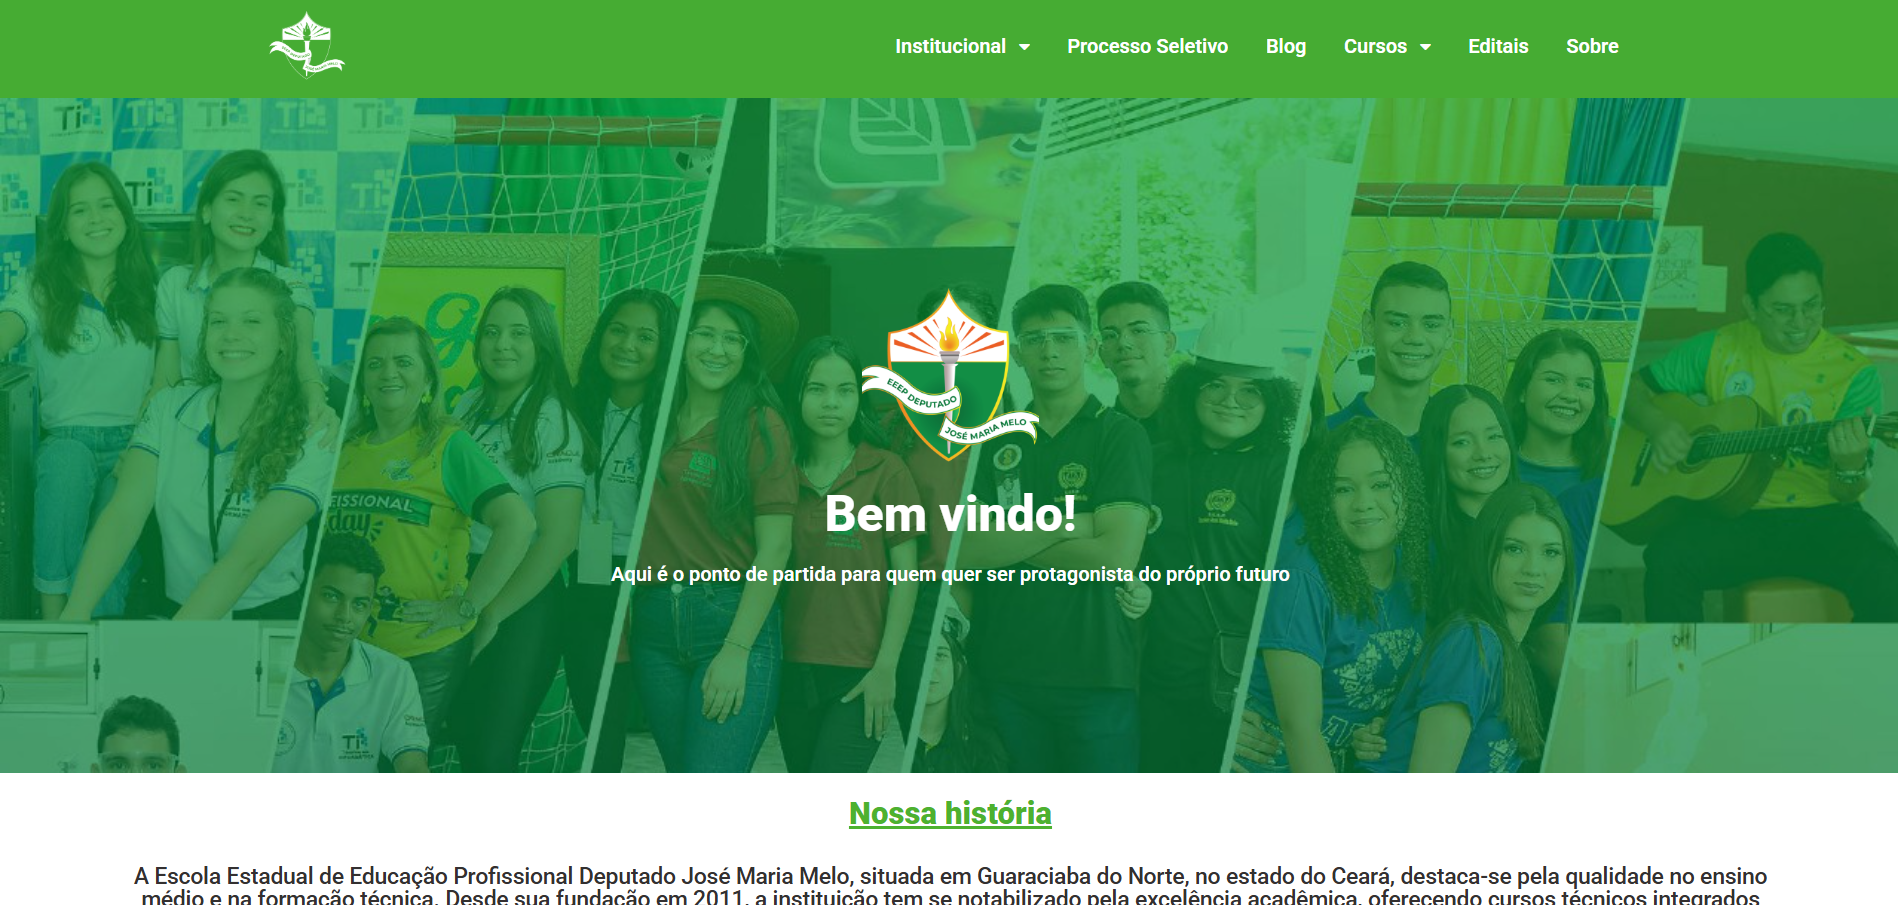 Institucional Processo Seletivo Blog Cursos Editais Sobre
EEEP DEPUTADO
JOSÉ MARIA MELO
Bem vindo!
Aqui é o ponto de partida para quem quer ser protagonista do próprio futuro
Nossa história
A Escola Estadual de Educação Profissional Deputado José Maria Melo, situada em Guaraciaba do Norte, no estado do Ceará, destaca-se pela qualidade no ensino
médio e na formação técnica. Desde sua fundação em 2011, a instituição tem se notabilizado pela excelência acadêmica, oferecendo cursos técnicos integrados